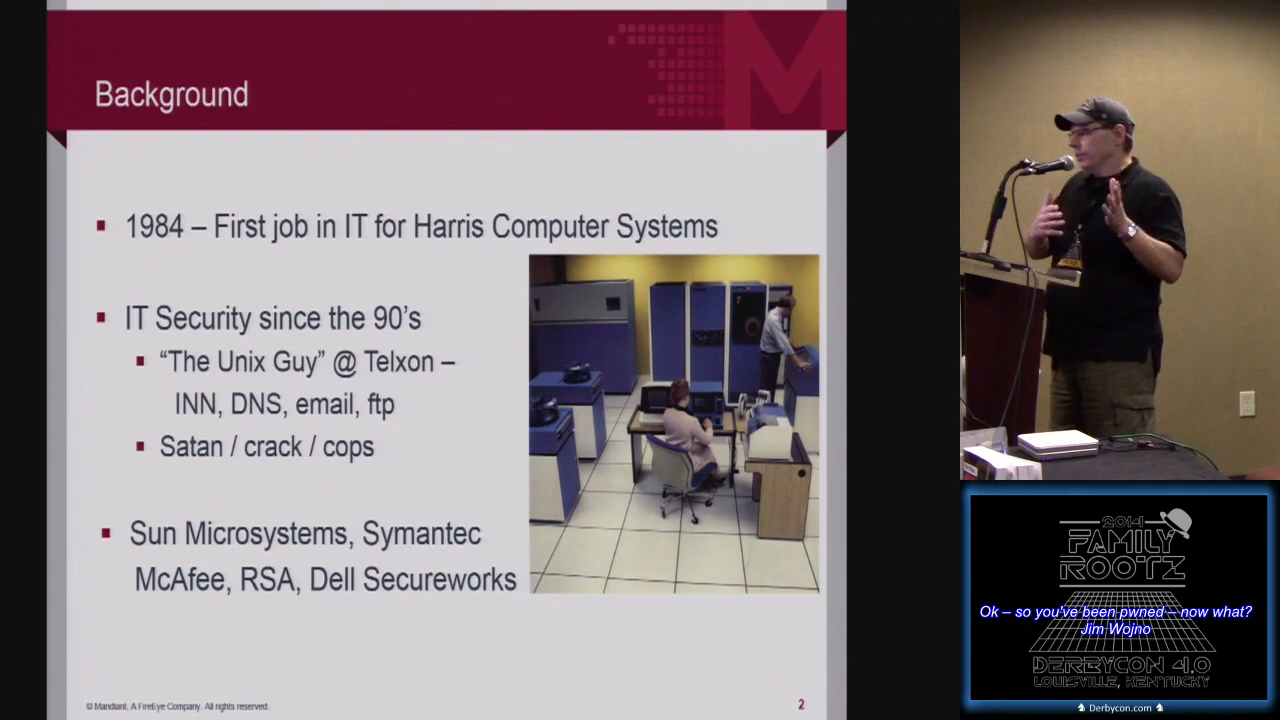 Background
M
1984 – First job in IT for Harris Computer Systems
IT Security since the 90's
“The Unix Guy” @ Telxon –
INN, DNS, email, ftp
Satan / crack / cops
Sun Microsystems, Symantec
McAfee, RSA, Dell Secureworks
© Mandiant, A FireEye Company. All rights reserved.
2
2014
FAMILY
ROOTZ
Ok – so you've been pwned – now what?
Jim Wojno
DERBYCON 4.0
LOUISVILLE, KENTUCKY
Derbycon.com